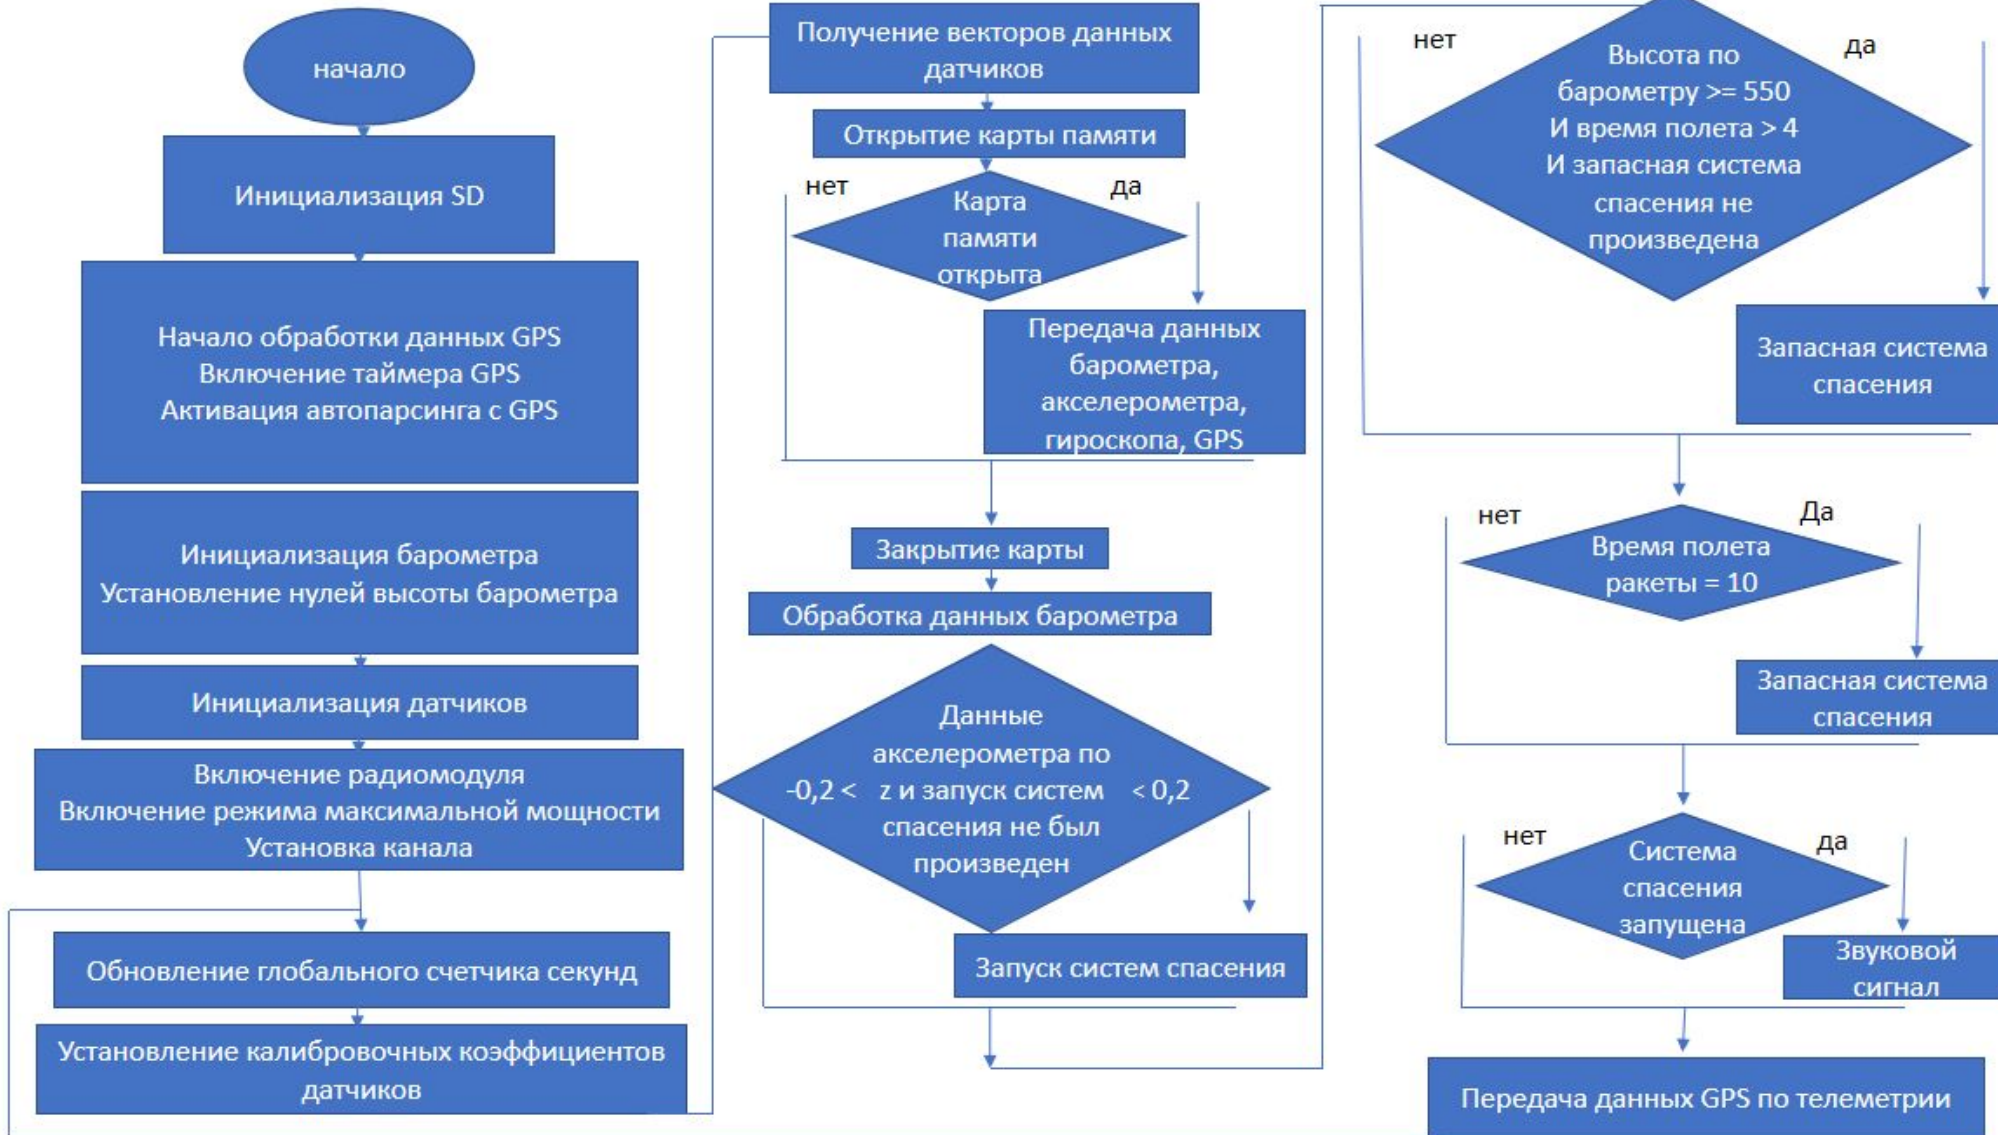 начало
Инициализация SD
Начало обработки данных GPS
Включение таймера GPS
Активация автопарсинга с GPS
Инициализация барометра
Установление нулей высоты барометра
Инициализация датчиков
Включение радиомодуля
Включение режима максимальной мощности
Установка канала
Обновление глобального счетчика секунд
Установление калибровочных коэффициентов
датчиков
Получение векторов данных
датчиков
Открытие карты памяти
нет
да
Карта
памяти
открыта
Передача данных
барометра,
акселерометра,
гироскопа, GPS
Закрытие карты
Обработка данных барометра
Данные
акселерометра по
-0,2 < z и запуск систем < 0,2
спасения не был
произведен
Запуск систем спасения
нет
да
Высота по
барометру >= 550
И время полета > 4
И запасная система
спасения не
произведена
Запасная система
спасения
нет
Да
Время полета
ракеты = 10
Запасная система
спасения
нет
да
Система
спасения
запущена
Звуковой
сигнал
Передача данных GPS по телеметрии